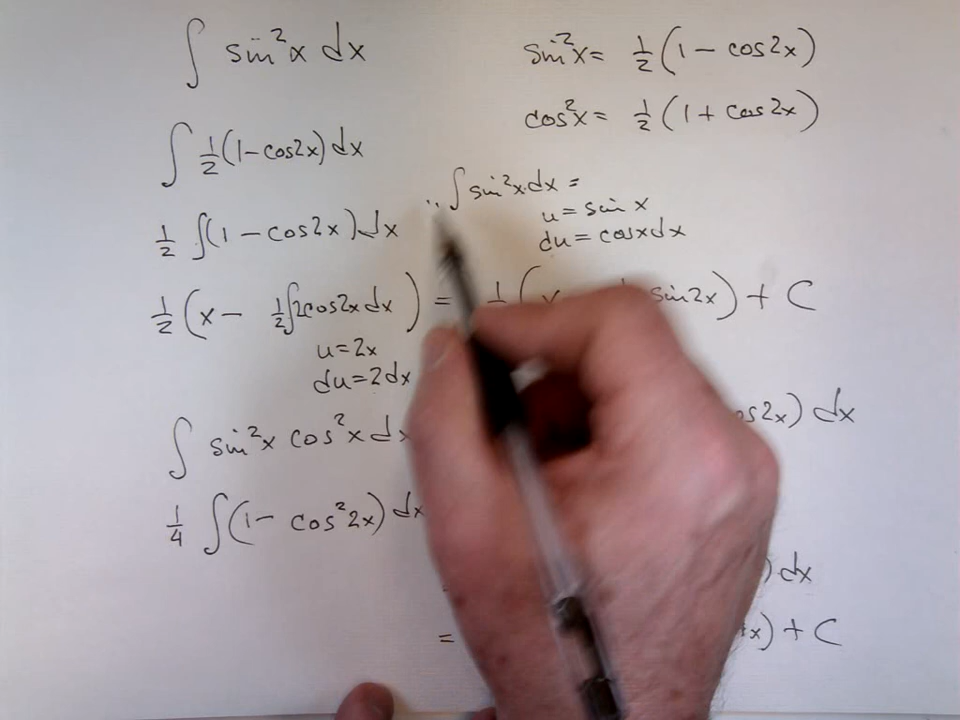 ∫ sin²x dx
sin²x = ½(1 − cos2x)
cos²x = ½(1 + cos2x)
∫ ½(1−cos2x) dx
∫ sin²x dx =
u = sin x
du = cosx dx
½ ∫(1 − cos2x) dx
½(x − ½∫2cos2x dx) = sin2x) + C
u = 2x
du = 2dx
∫ sin²x cos²x dx os2x) dx
¼ ∫(1 − cos²2x) dx
) dx
= x) + C